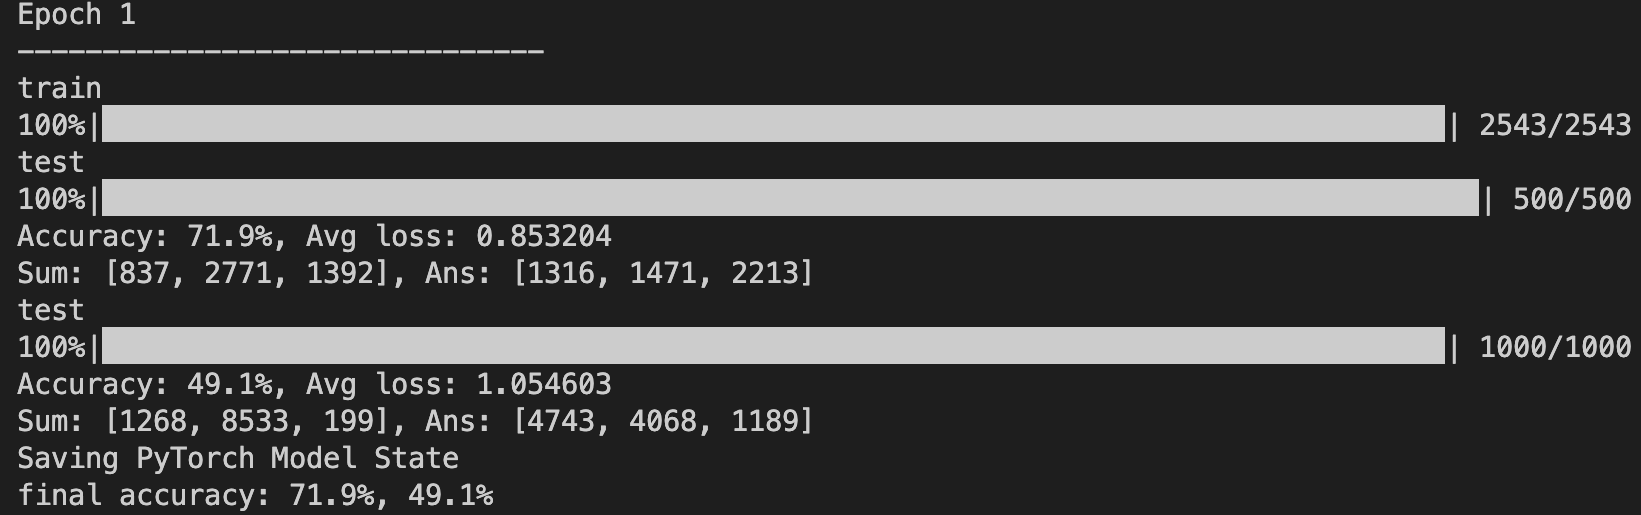 Epoch 1
-------------------------------
train
100%|██████████| 2543/2543
test
100%|██████████| 500/500
Accuracy: 71.9%, Avg loss: 0.853204
Sum: [837, 2771, 1392], Ans: [1316, 1471, 2213]
test
100%|██████████| 1000/1000
Accuracy: 49.1%, Avg loss: 1.054603
Sum: [1268, 8533, 199], Ans: [4743, 4068, 1189]
Saving PyTorch Model State
final accuracy: 71.9%, 49.1%